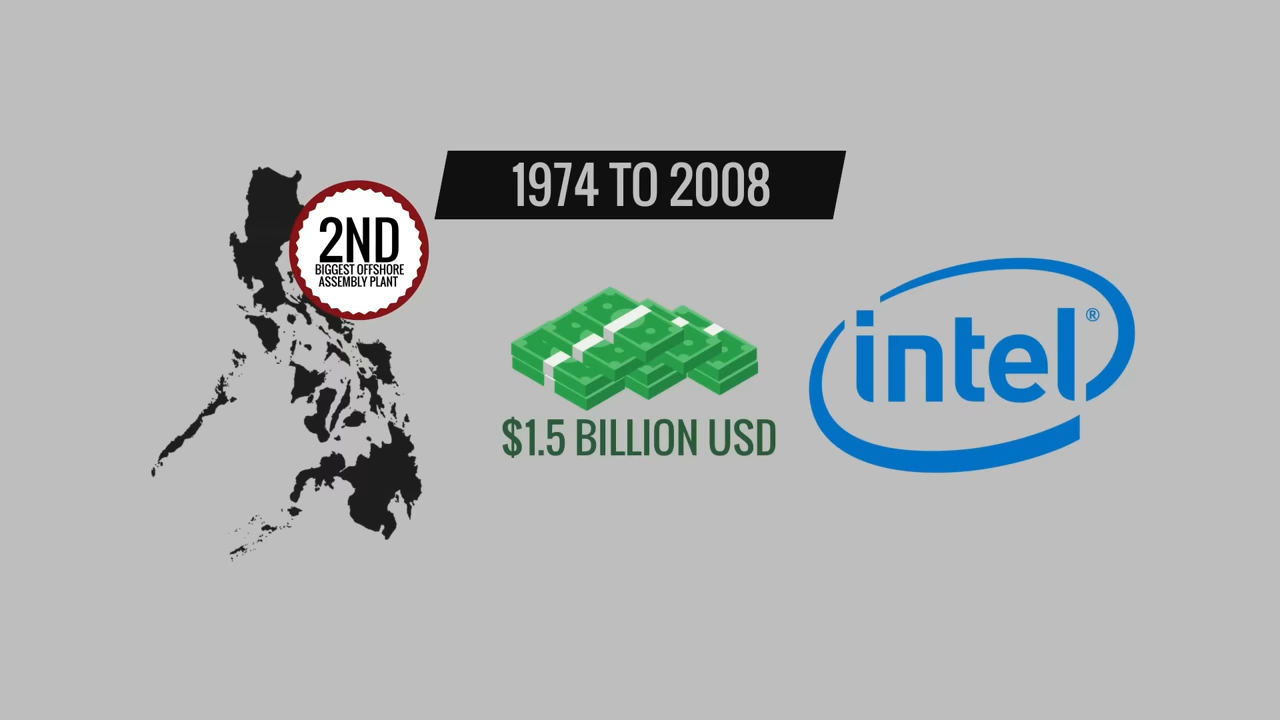 1974 TO 2008
2ND
BIGGEST OFFSHORE
ASSEMBLY PLANT
intel®
$1.5 BILLION USD